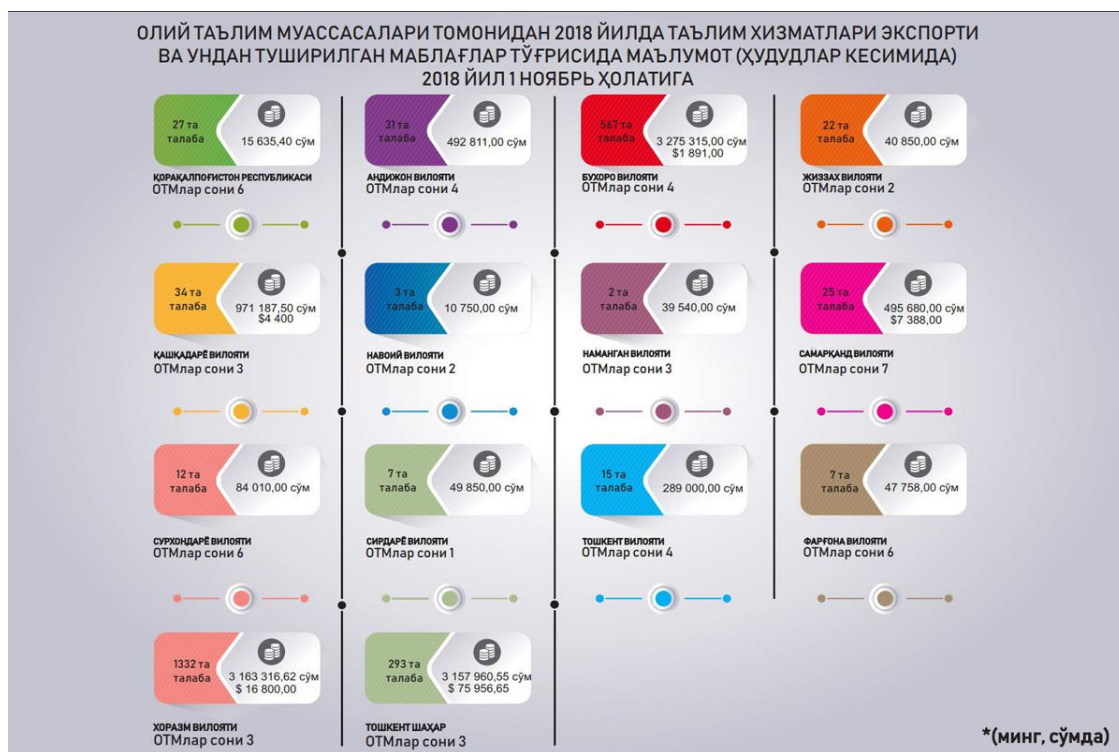 ОЛИЙ ТАЪЛИМ МУАССАСАЛАРИ ТОМОНИДАН 2018 ЙИЛДА ТАЪЛИМ ХИЗМАТЛАРИ ЭКСПОРТИ
ВА УНДАН ТУШИРИЛГАН МАБЛАҒЛАР ТЎҒРИСИДА МАЪЛУМОТ (ҲУДУДЛАР КЕСИМИДА)
2018 ЙИЛ 1 НОЯБРЬ ҲОЛАТИГА
27 та
талаба
15 635,40 сўм
ҚОРАҚАЛПОҒИСТОН РЕСПУБЛИКАСИ
ОТМлар сони 6
31 та
талаба
492 811,00 сўм
АНДИЖОН ВИЛОЯТИ
ОТМлар сони 4
567 та
талаба
3 275 315,00 сўм
$1 891,00
БУХОРО ВИЛОЯТИ
ОТМлар сони 4
22 та
талаба
40 850,00 сўм
ЖИЗЗАХ ВИЛОЯТИ
ОТМлар сони 2
34 та
талаба
971 187,50 сўм
$4 400
ҚАШҚАДАРЁ ВИЛОЯТИ
ОТМлар сони 3
3 та
талаба
10 750,00 сўм
НАВОИЙ ВИЛОЯТИ
ОТМлар сони 2
2 та
талаба
39 540,00 сўм
НАМАНГАН ВИЛОЯТИ
ОТМлар сони 3
25 та
талаба
495 680,00 сўм
$7 388,00
САМАРҚАНД ВИЛОЯТИ
ОТМлар сони 7
12 та
талаба
84 010,00 сўм
СУРХОНДАРЁ ВИЛОЯТИ
ОТМлар сони 6
7 та
талаба
49 850,00 сўм
СИРДАРЁ ВИЛОЯТИ
ОТМлар сони 1
15 та
талаба
289 000,00 сўм
ТОШКЕНТ ВИЛОЯТИ
ОТМлар сони 4
7 та
талаба
47 758,00 сўм
ФАРҒОНА ВИЛОЯТИ
ОТМлар сони 6
1332 та
талаба
3 163 316,62 сўм
$ 16 800,00
ХОРАЗМ ВИЛОЯТИ
ОТМлар сони 3
293 та
талаба
3 157 960,55 сўм
$ 75 956,65
ТОШКЕНТ ШАҲАР
ОТМлар сони 3
*(минг, сўмда)